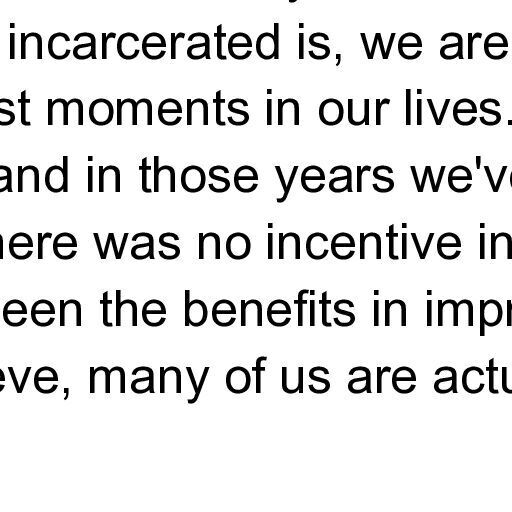 incarcerated is, we are
st moments in our lives.
and in those years we'v
here was no incentive in
een the benefits in impr
eve, many of us are actu